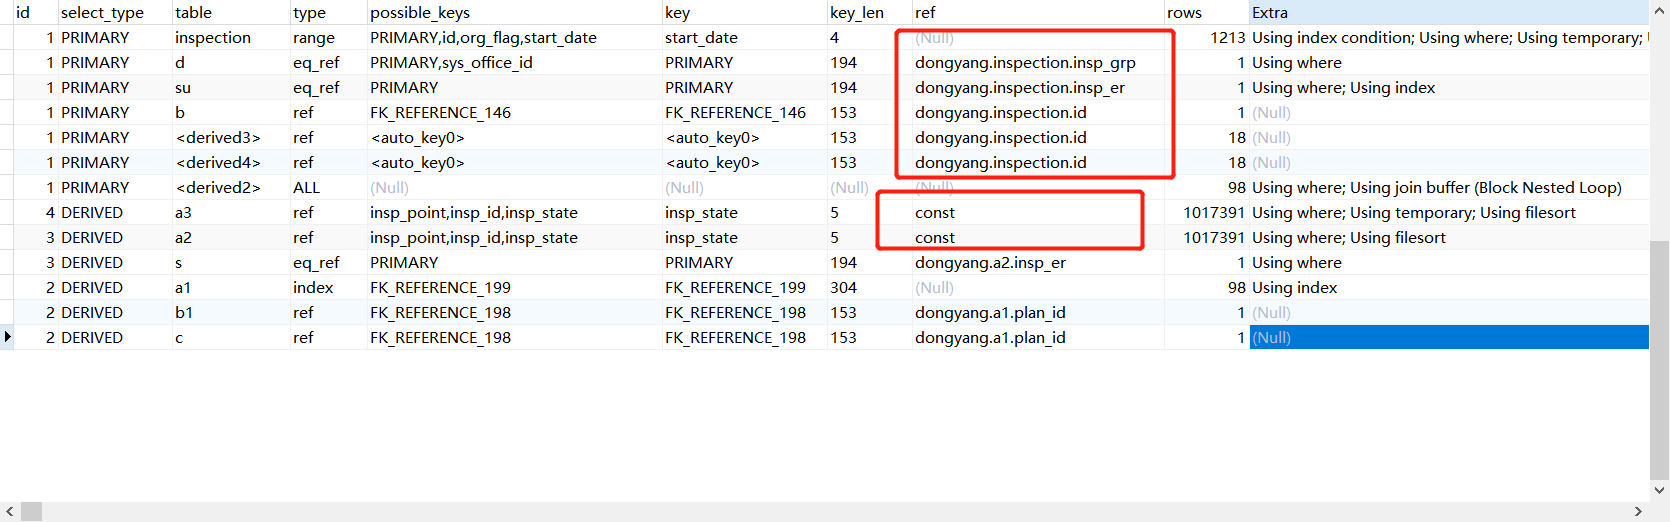 id select_type table type possible_keys key key_len ref rows Extra
1 PRIMARY inspection range PRIMARY,id,org_flag,start_date start_date 4 (Null) 1213 Using index condition; Using where; Using temporary;
1 PRIMARY d eq_ref PRIMARY,sys_office_id PRIMARY 194 dongyang.inspection.insp_grp 1 Using where
1 PRIMARY su eq_ref PRIMARY PRIMARY 194 dongyang.inspection.insp_er 1 Using where; Using index
1 PRIMARY b ref FK_REFERENCE_146 FK_REFERENCE_146 153 dongyang.inspection.id 1 (Null)
1 PRIMARY <derived3> ref <auto_key0> <auto_key0> 153 dongyang.inspection.id 18 (Null)
1 PRIMARY <derived4> ref <auto_key0> <auto_key0> 153 dongyang.inspection.id 18 (Null)
1 PRIMARY <derived2> ALL (Null) (Null) (Null) (Null) 98 Using where; Using join buffer (Block Nested Loop)
4 DERIVED a3 ref insp_point,insp_id,insp_state insp_state 5 const 1017391 Using where; Using temporary; Using filesort
3 DERIVED a2 ref insp_point,insp_id,insp_state insp_state 5 const 1017391 Using where; Using filesort
3 DERIVED s eq_ref PRIMARY PRIMARY 194 dongyang.a2.insp_er 1 Using where
2 DERIVED a1 index FK_REFERENCE_199 FK_REFERENCE_199 304 (Null) 98 Using index
2 DERIVED b1 ref FK_REFERENCE_198 FK_REFERENCE_198 153 dongyang.a1.plan_id 1 (Null)
2 DERIVED c ref FK_REFERENCE_198 FK_REFERENCE_198 153 dongyang.a1.plan_id 1 (Null)